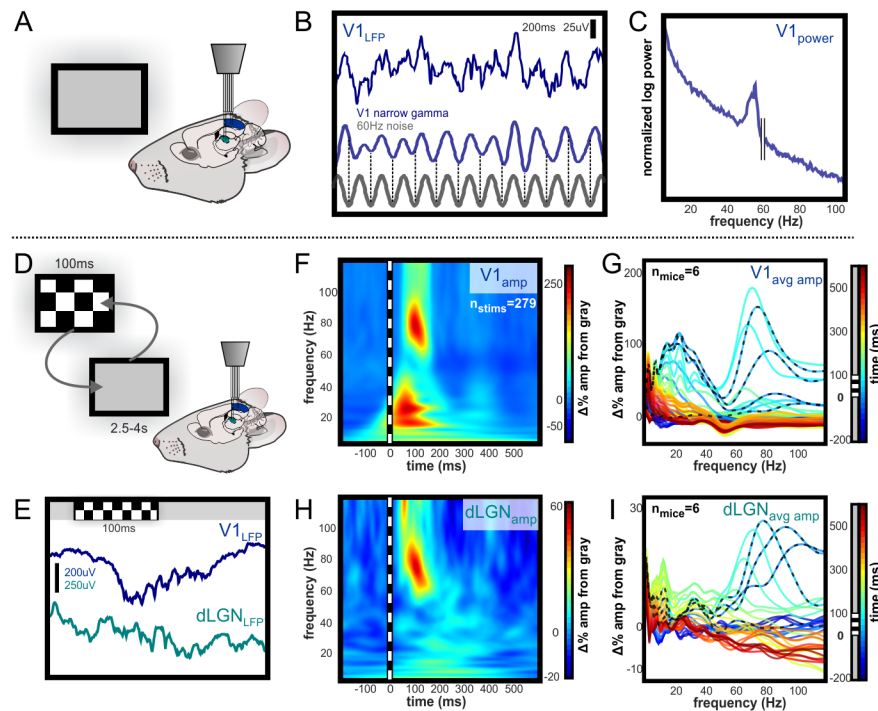 A
B
V1LFP
200ms 25uV
V1 narrow gamma
60Hz noise
C
V1power
normalized log power
20 40 60 80 100
frequency (Hz)
D
100ms
2.5-4s
E
100ms
V1LFP
200uV
250uV
dLGNLFP
F
V1amp
nstims=279
frequency (Hz)
100
80
60
40
20
-100 0 100 200 300 400 500
time (ms)
250
0
-50
Δ% amp from gray
G
nmice=6
V1avg amp
Δ% amp from gray
200
100
0
20 40 60 80 100
frequency (Hz)
500
300
100
0
-200
time (ms)
H
dLGNamp
frequency (Hz)
100
80
60
40
20
-100 0 100 200 300 400 500
time (ms)
60
40
20
0
-20
Δ% amp from gray
I
nmice=6
dLGNavg amp
Δ% amp from gray
30
0
-10
20 40 60 80 100
frequency (Hz)
500
300
100
0
-200
time (ms)